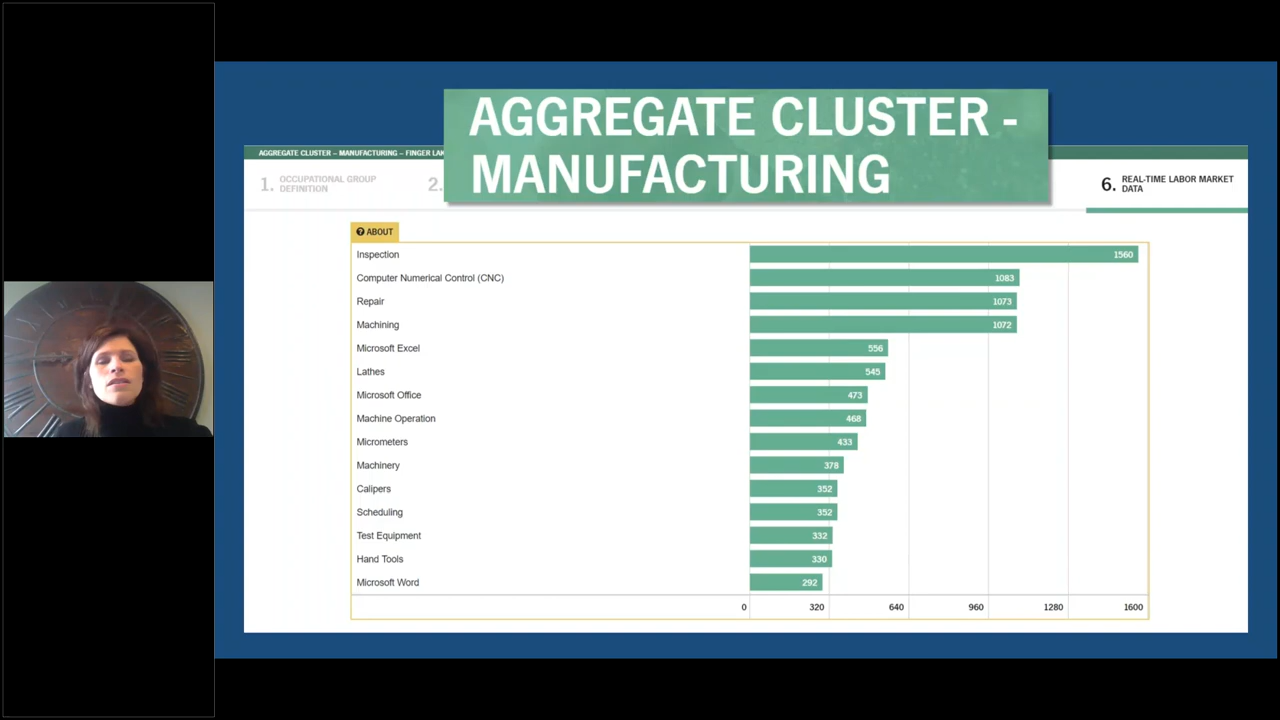 AGGREGATE CLUSTER -
MANUFACTURING
AGGREGATE CLUSTER – MANUFACTURING – FINGER
1. OCCUPATIONAL GROUP
DEFINITION
2.
6. REAL-TIME LABOR MARKET
DATA
ABOUT
Inspection 1560
Computer Numerical Control (CNC) 1083
Repair 1073
Machining 1072
Microsoft Excel 556
Lathes 545
Microsoft Office 473
Machine Operation 468
Micrometers 433
Machinery 378
Calipers 352
Scheduling 352
Test Equipment 332
Hand Tools 330
Microsoft Word 292
0 320 640 960 1280 1600